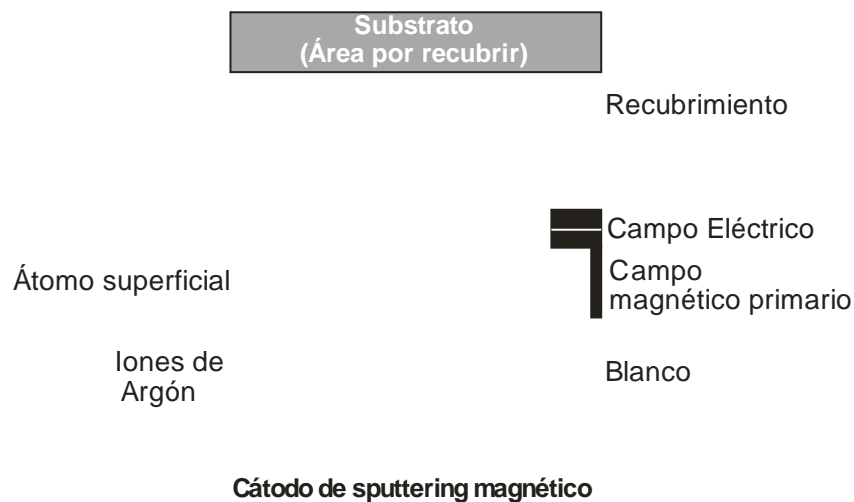 Substrato
(Área por recubrir)
Recubrimiento
Campo Eléctrico
Átomo superficial
Campo
magnético primario
Iones de
Argón
Blanco
Cátodo de sputtering magnético